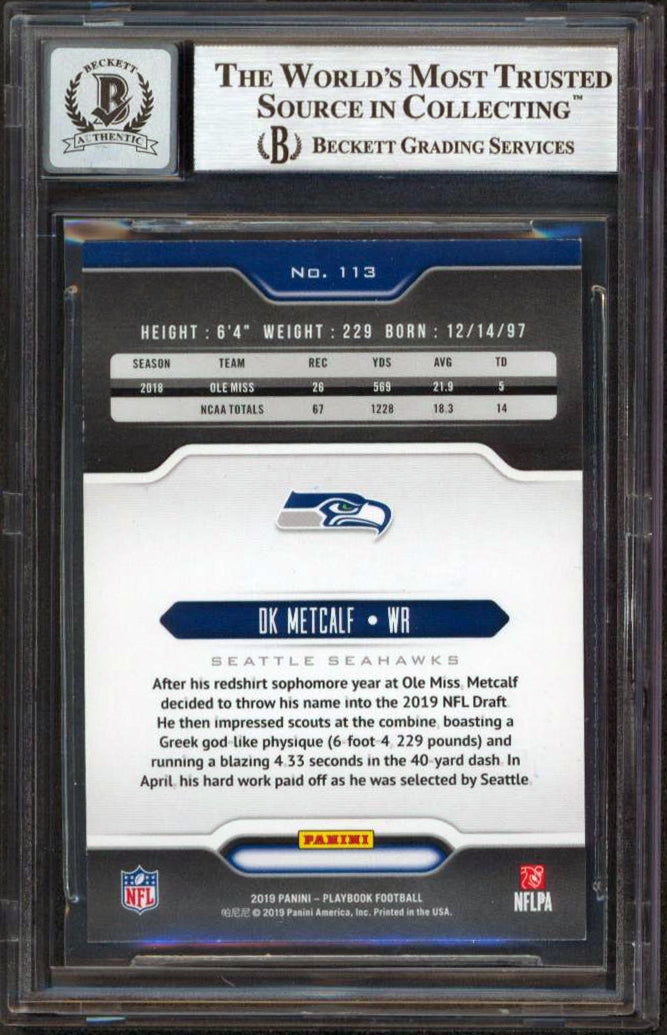 BECKETT
B
AUTHENTIC
THE WORLD'S MOST TRUSTED
SOURCE IN COLLECTING™
B BECKETT GRADING SERVICES
No. 113
HEIGHT : 6'4" WEIGHT : 229 BORN : 12/14/97
SEASON TEAM REC YDS AVG TD
2018 OLE MISS 26 569 21.9 5
NCAA TOTALS 67 1228 18.3 14
DK METCALF • WR
SEATTLE SEAHAWKS
After his redshirt sophomore year at Ole Miss, Metcalf
decided to throw his name into the 2019 NFL Draft.
He then impressed scouts at the combine, boasting a
Greek god-like physique (6-foot-4, 229 pounds) and
running a blazing 4.33 seconds in the 40-yard dash. In
April, his hard work paid off as he was selected by Seattle.
PANINI
NFL
2019 PANINI – PLAYBOOK FOOTBALL
帕尼尼 © 2019 Panini America, Inc. Printed in the USA.
NFLPA